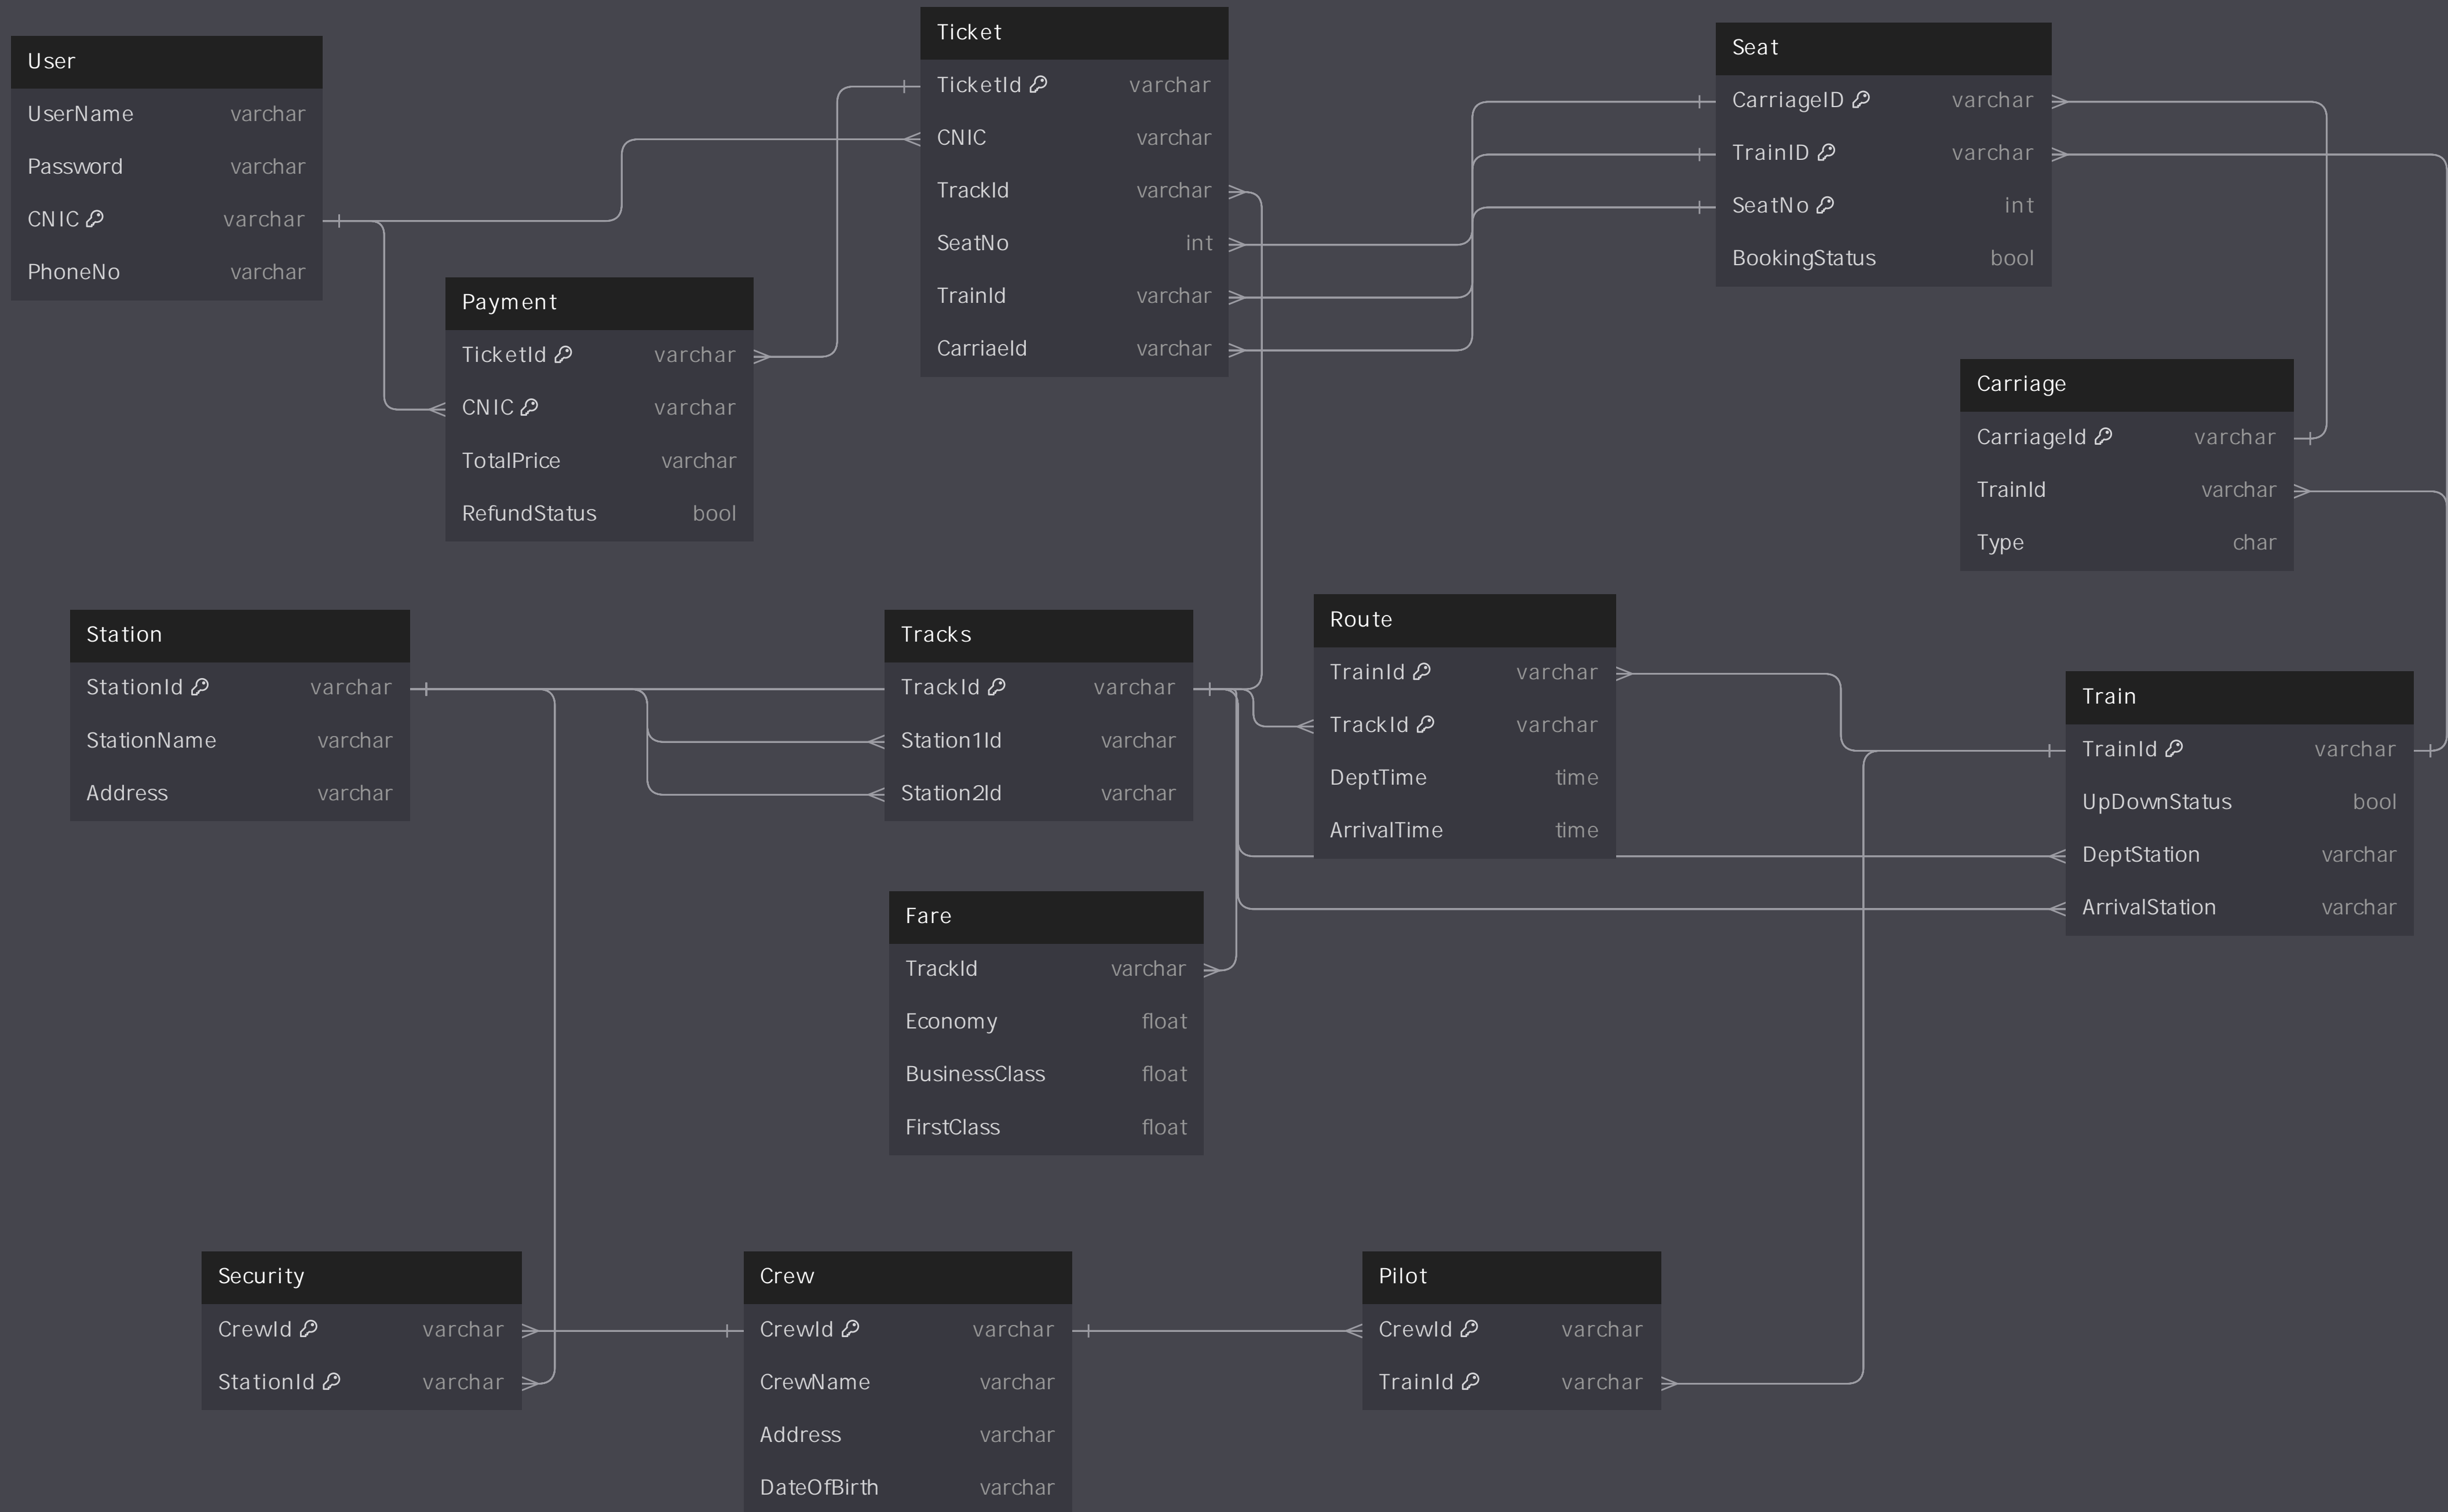 User
UserName varchar
Password varchar
CNIC varchar
PhoneNo varchar
Ticket
TicketId varchar
CNIC varchar
TrackId varchar
SeatNo int
TrainId varchar
CarriaeId varchar
Seat
CarriageID varchar
TrainID varchar
SeatNo int
BookingStatus bool
Payment
TicketId varchar
CNIC varchar
TotalPrice varchar
RefundStatus bool
Carriage
CarriageId varchar
TrainId varchar
Type char
Station
StationId varchar
StationName varchar
Address varchar
Tracks
TrackId varchar
Station1Id varchar
Station2Id varchar
Route
TrainId varchar
TrackId varchar
DeptTime time
ArrivalTime time
Train
TrainId varchar
UpDownStatus bool
DeptStation varchar
ArrivalStation varchar
Fare
TrackId varchar
Economy float
BusinessClass float
FirstClass float
Security
CrewId varchar
StationId varchar
Crew
CrewId varchar
CrewName varchar
Address varchar
DateOfBirth varchar
Pilot
CrewId varchar
TrainId varchar